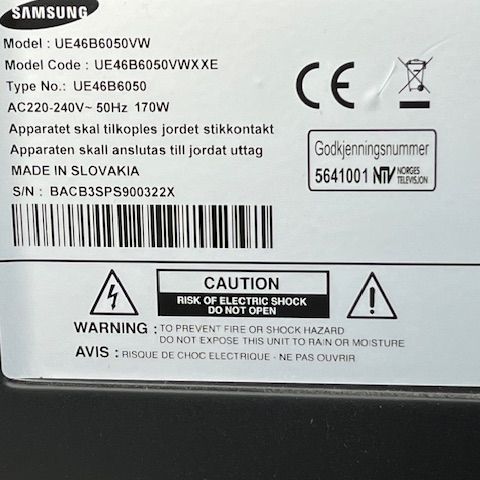 SAMSUNG
Model : UE46B6050VW
Model Code : UE46B6050VWXXE
Type No.: UE46B6050
AC220-240V~ 50Hz 170W
Apparatet skal tilkoples jordet stikkontakt
Apparaten skall anslutas till jordat uttag
MADE IN SLOVAKIA
S/N : BACB3SPS900322X
CE
Godkjenningsnummer
5641001 NTV NORGES
TELEVISJON
CAUTION
RISK OF ELECTRIC SHOCK
DO NOT OPEN
WARNING : TO PREVENT FIRE OR SHOCK HAZARD
DO NOT EXPOSE THIS UNIT TO RAIN OR MOISTURE
AVIS : RISQUE DE CHOC ELECTRIQUE - NE PAS OUVRIR